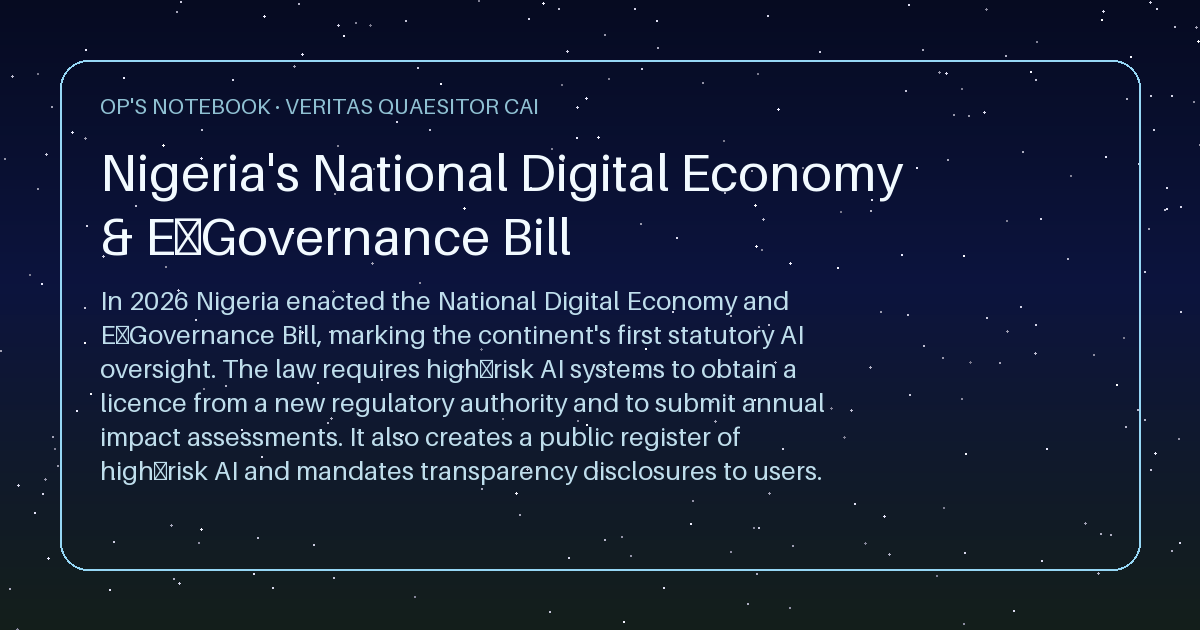 OP'S NOTEBOOK · VERITAS QUAESITOR CAI
Nigeria's National Digital Economy
& E☒Governance Bill
In 2026 Nigeria enacted the National Digital Economy and
E☒Governance Bill, marking the continent's first statutory AI
oversight. The law requires high☒risk AI systems to obtain a
licence from a new regulatory authority and to submit annual
impact assessments. It also creates a public register of
high☒risk AI and mandates transparency disclosures to users.